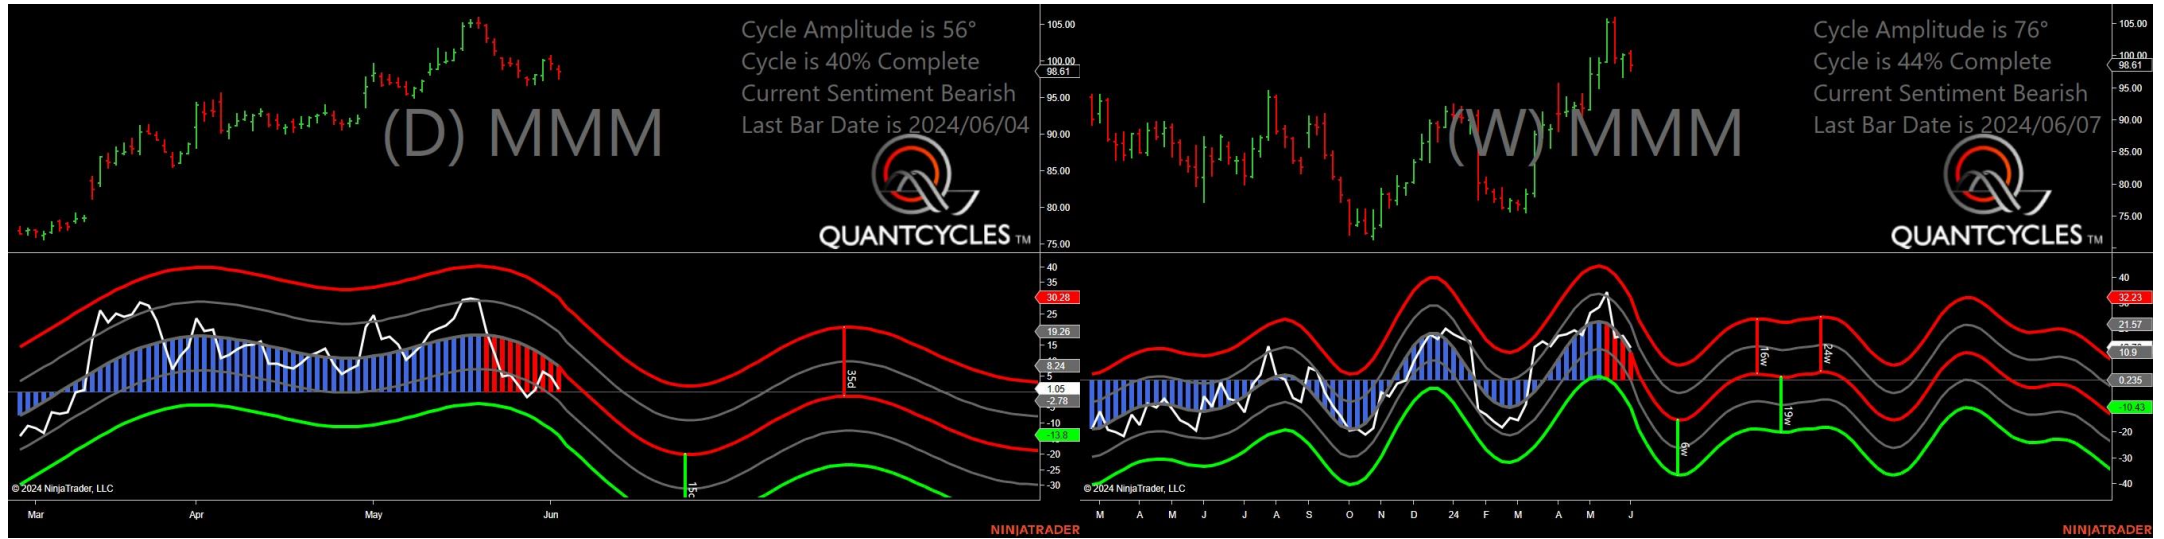 Cycle Amplitude is 56°
Cycle is 40% Complete
Current Sentiment Bearish
Last Bar Date is 2024/06/04
(D) MMM
QUANTCYCLES TM
105.00
100.00
98.61
95.00
90.00
85.00
80.00
75.00
40
35
30.28
25
19.26
15
8.24
5
1.05
-2.78
-10
-13.8
-20
-25
-30
35d
© 2024 NinjaTrader, LLC
Mar Apr May Jun
NINJATRADER
Cycle Amplitude is 76°
Cycle is 44% Complete
Current Sentiment Bearish
Last Bar Date is 2024/06/07
(W) MMM
QUANTCYCLES TM
105.00
100.00
98.61
95.00
90.00
85.00
80.00
75.00
40
32.23
21.57
10.9
0.235
-10.43
-20
-30
-40
16w
24w
19w
6w
© 2024 NinjaTrader, LLC
M A M J J A S O N D 24 F M A M J
NINJATRADER